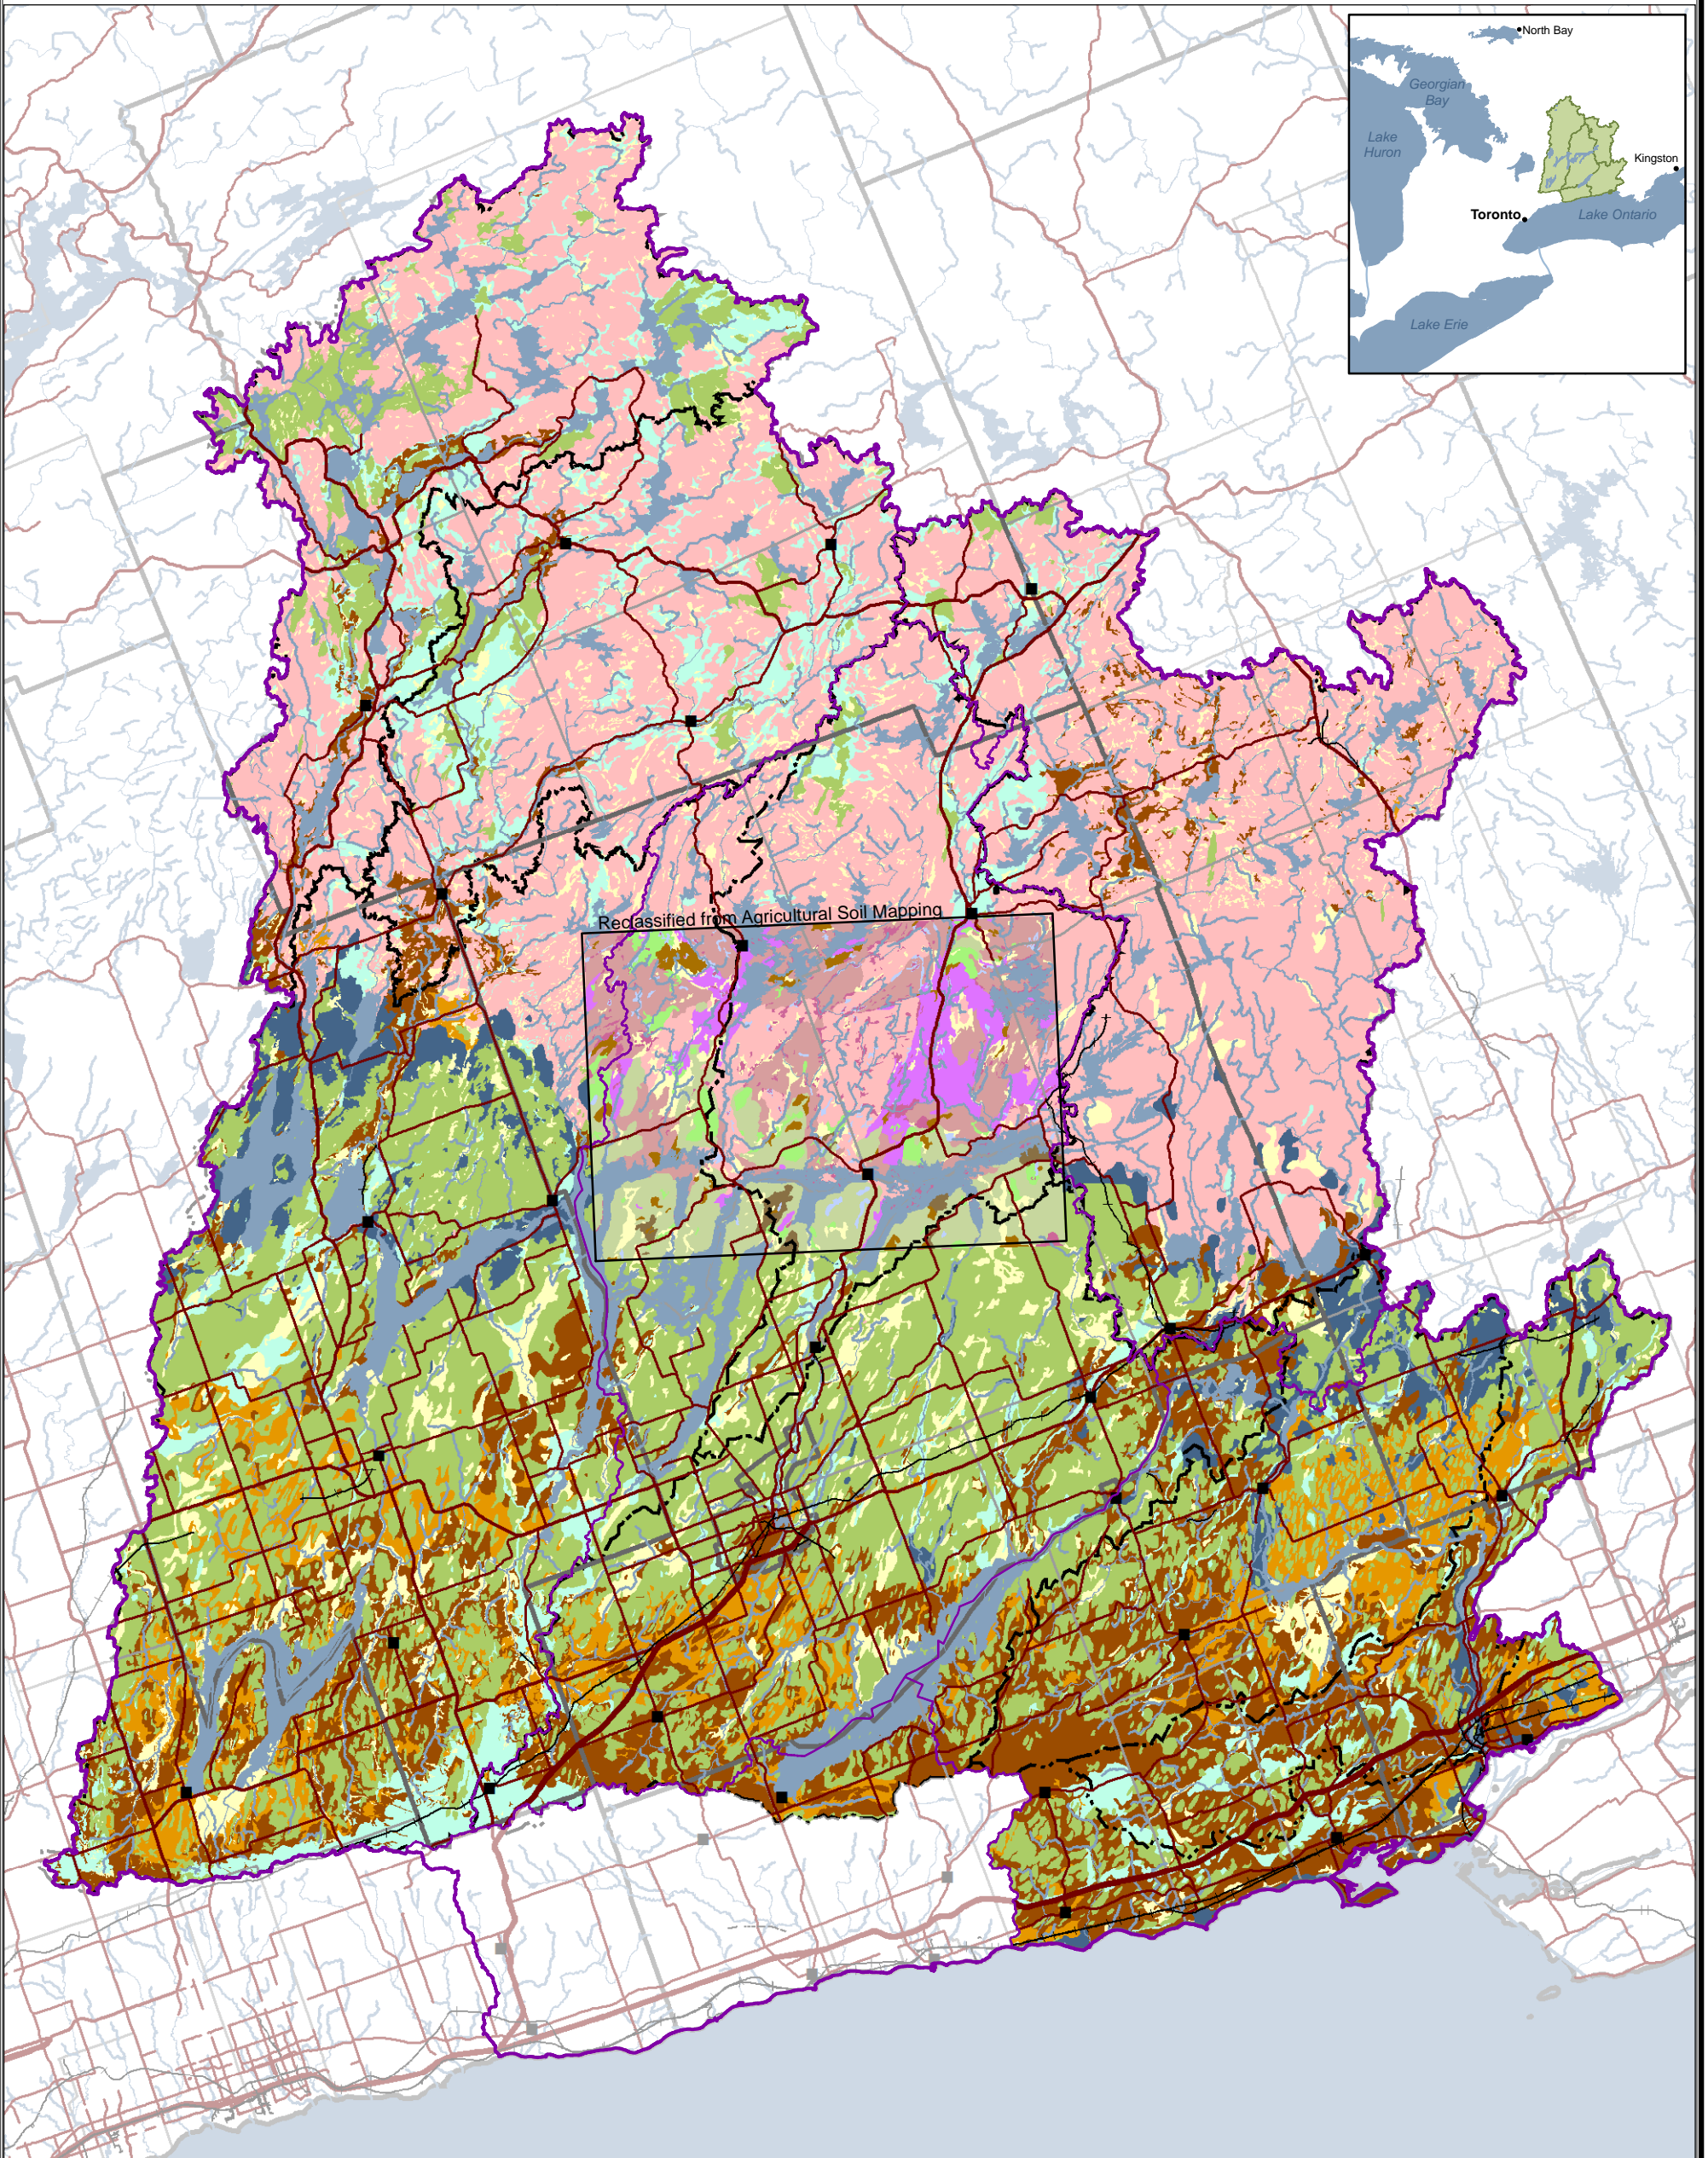 North Bay
Georgian
Bay
Lake
Huron
Kingston
Toronto
Lake Ontario
Lake Erie
Reclassified from Agricultural Soil Mapping